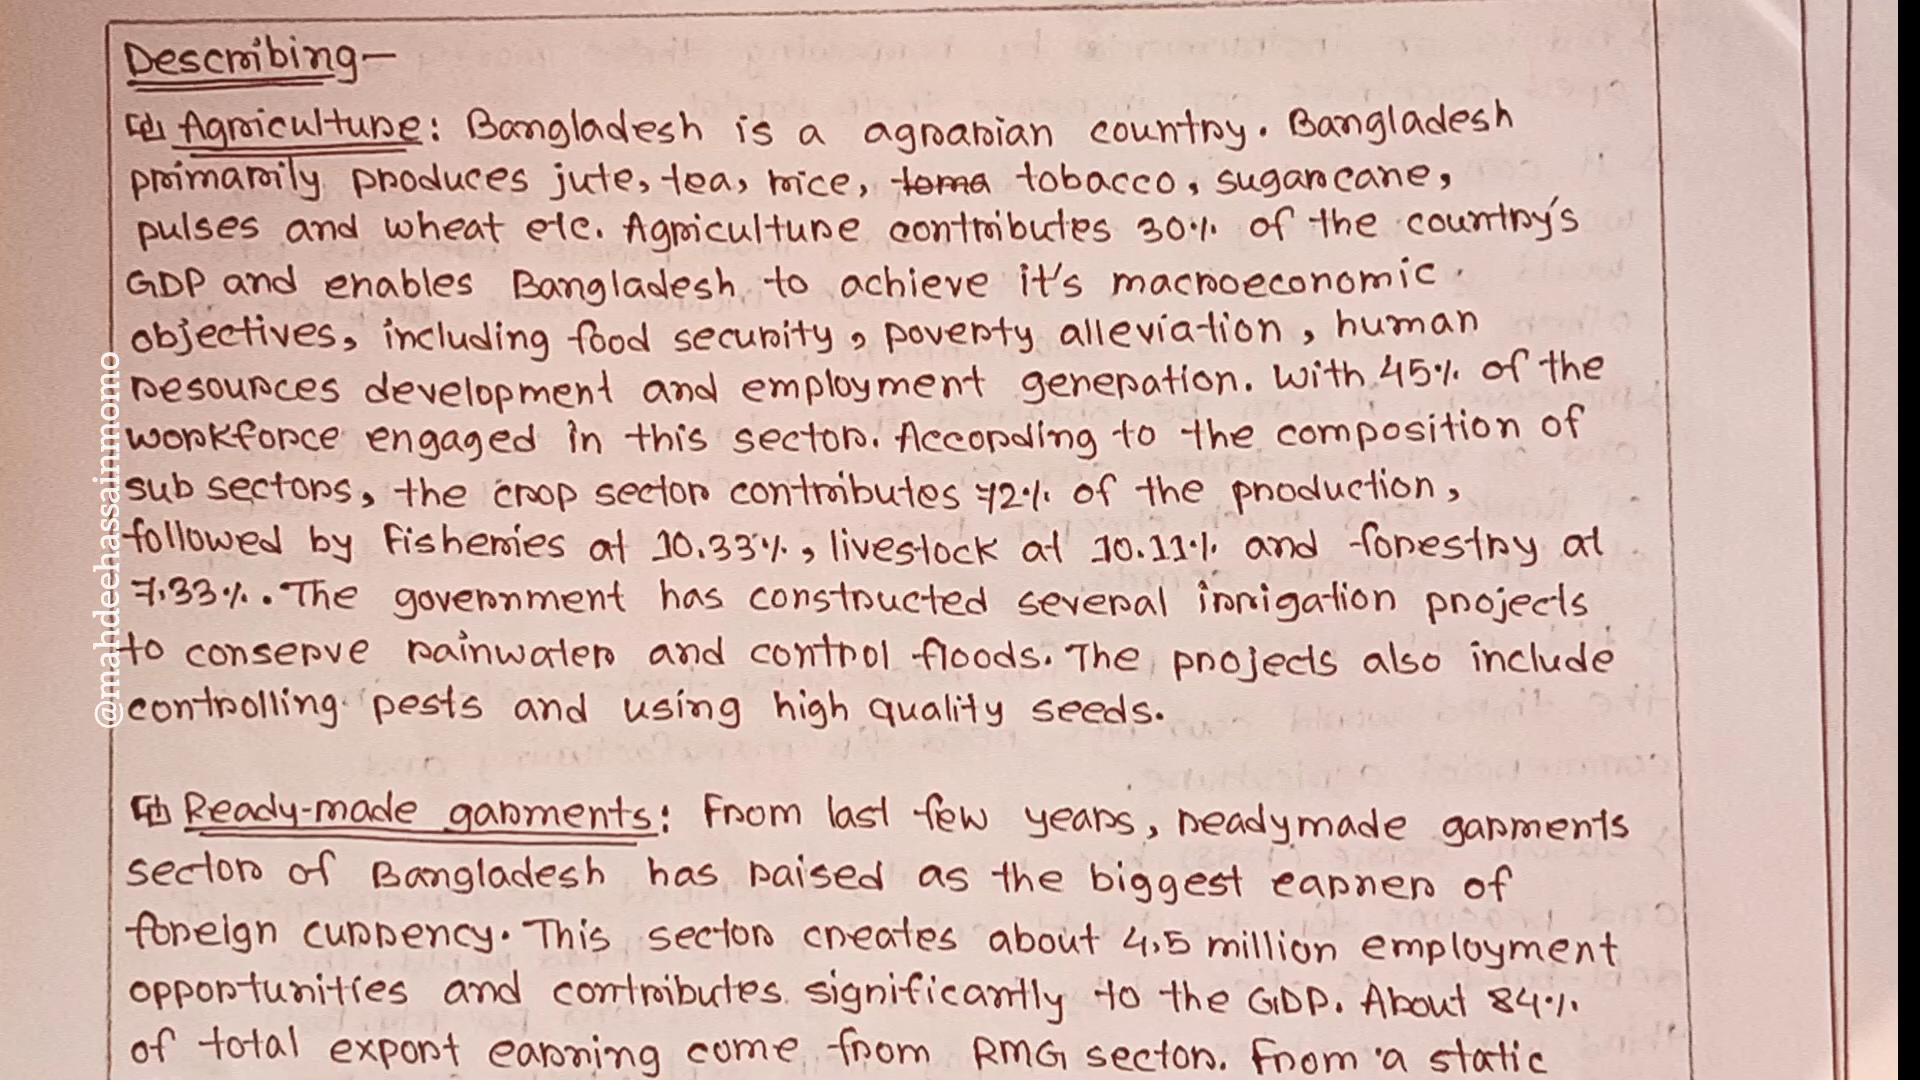 Describing—
Agriculture: Bangladesh is a agrarian country. Bangladesh
primarily produces jute, tea, rice, toma tobacco, sugarcane,
pulses and wheat etc. Agriculture contributes 30% of the country's
GDP and enables Bangladesh to achieve it's macroeconomic
objectives, including food security, poverty alleviation, human
resources development and employment generation. With 45% of the
workforce engaged in this sector. According to the composition of
sub sectors, the crop sector contributes 72% of the production,
followed by Fisheries at 10.33%, livestock at 10.11% and forestry at
7.33%. The government has constructed several irrigation projects
to conserve rainwater and control floods. The projects also include
controlling pests and using high quality seeds.
Ready-made garments: From last few years, readymade garments
sector of Bangladesh has raised as the biggest earner of
foreign currency. This sector creates about 4.5 million employment
opportunities and contributes significantly to the GDP. About 84%
of total export earning come from RMG sector. From a static
@mahdeehassainmomo